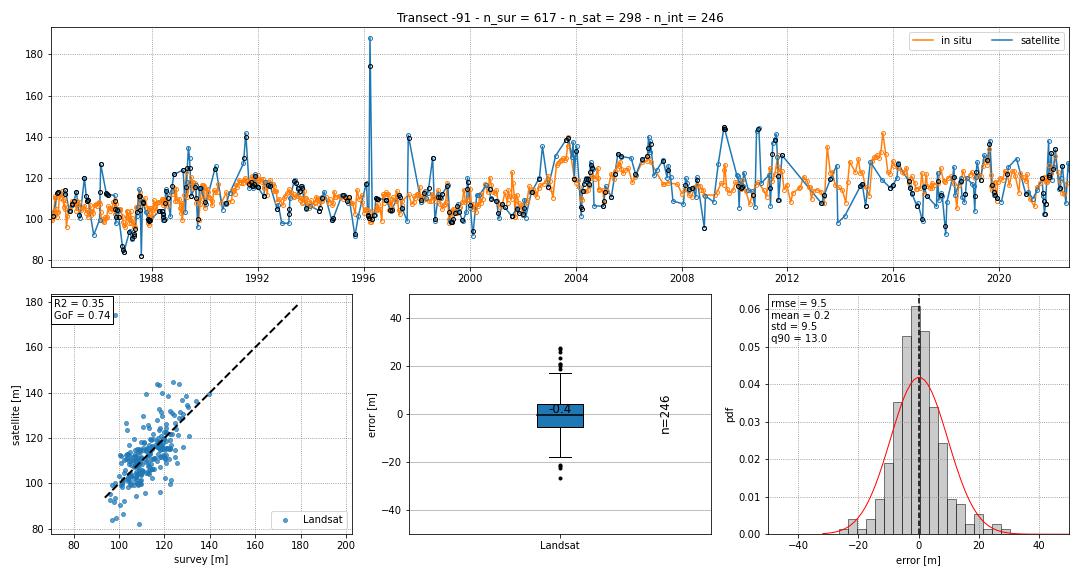 Transect -91 - n_sur = 617 - n_sat = 298 - n_int = 246
in situ
satellite
180
160
140
120
100
80
1988
1992
1996
2000
2004
2008
2012
2016
2020
R2 = 0.35
GoF = 0.74
satellite [m]
180
160
140
120
100
80
80
100
120
140
160
180
200
survey [m]
Landsat
error [m]
40
20
0
−20
−40
-0.4
n=246
Landsat
rmse = 9.5
mean = 0.2
std = 9.5
q90 = 13.0
pdf
0.06
0.05
0.04
0.03
0.02
0.01
0.00
−40
−20
0
20
40
error [m]